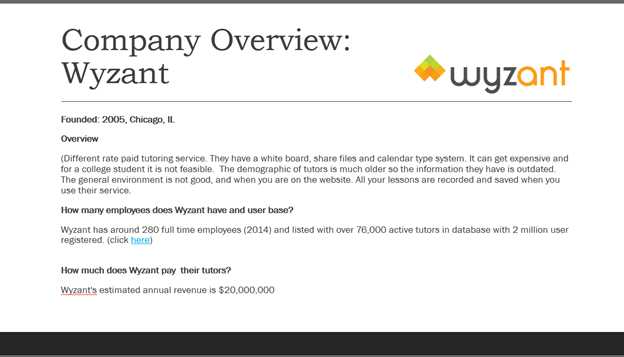 Company Overview:
Wyzant
wyzant
Founded: 2005, Chicago, IL
Overview
(Different rate paid tutoring service. They have a white board, share files and calendar type system. It can get expensive and
for a college student it is not feasible.  The demographic of tutors is much older so the information they have is outdated.
The general environment is not good, and when you are on the website. All your lessons are recorded and saved when you
use their service.
How many employees does Wyzant have and user base?
Wyzant has around 280 full time employees (2014) and listed with over 76,000 active tutors in database with 2 million user
registered. (click here)
How much does Wyzant pay  their tutors?
Wyzant's estimated annual revenue is $20,000,000